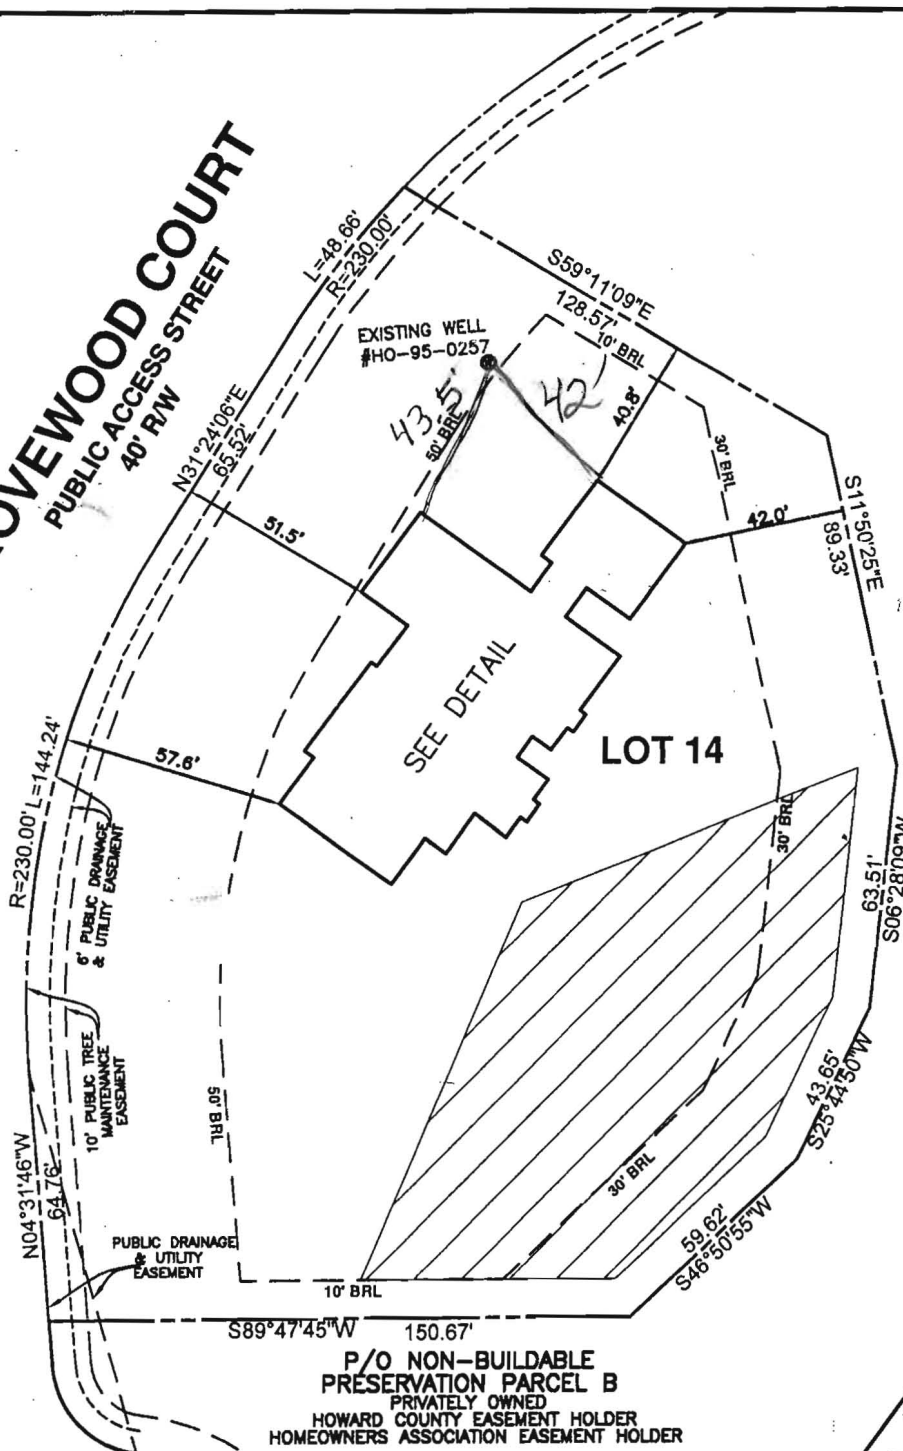 OVEWOOD COURT
PUBLIC ACCESS STREET
40' R/W
L=48.66'
R=230.00'
S59°11'09"E
128.57'
10' BRL
EXISTING WELL
#HO-95-0257
43.5'
50' BRL
42'
40.8'
30' BRL
N31°24'06"E
65.52'
51.5'
42.0'
S11°50'25"E
89.33'
SEE DETAIL
LOT 14
57.6'
R=230.00' L=144.24'
6' PUBLIC DRAINAGE
& UTILITY EASEMENT
30' BRL
63.51'
S06°28'09"W
10' PUBLIC TREE
MAINTENANCE
EASEMENT
50' BRL
43.65'
S25°44'50"W
N04°31'46"W
64.76'
30' BRL
59.62'
S46°50'55"W
PUBLIC DRAINAGE
& UTILITY
EASEMENT
10' BRL
S89°47'45"W 150.67'
P/O NON-BUILDABLE
PRESERVATION PARCEL B
PRIVATELY OWNED
HOWARD COUNTY EASEMENT HOLDER
HOMEOWNERS ASSOCIATION EASEMENT HOLDER